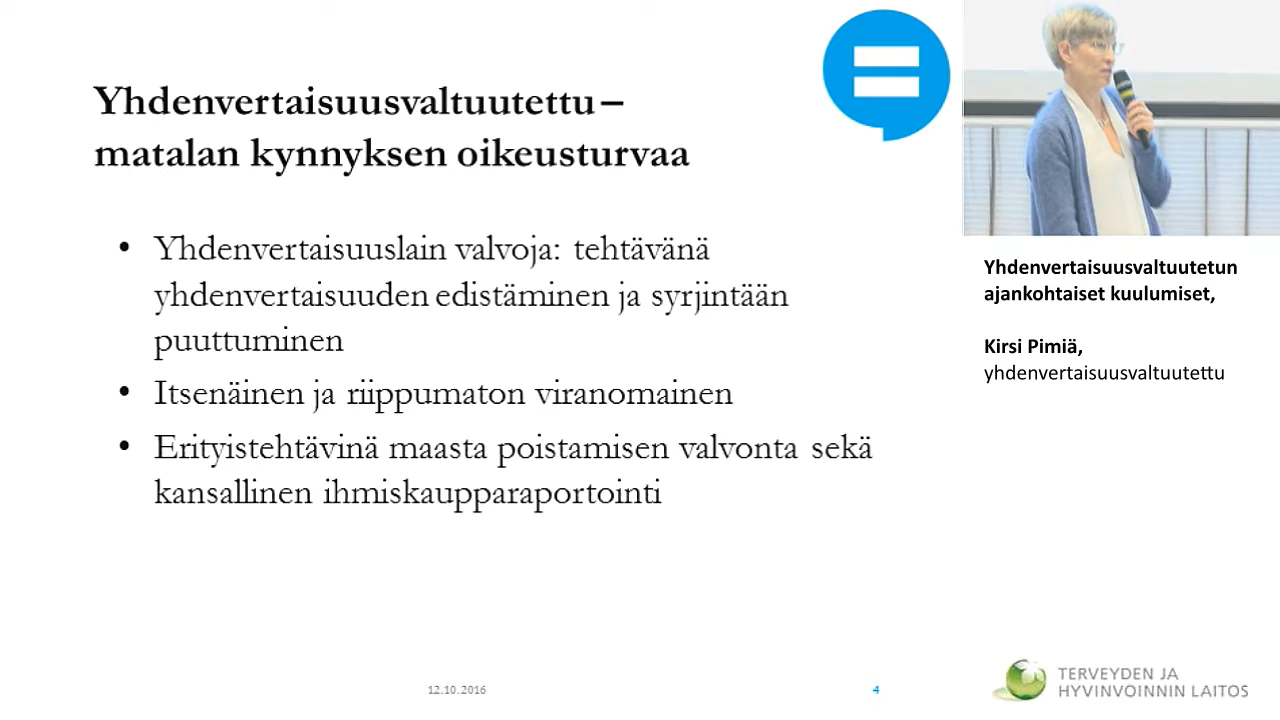 Yhdenvertaisuusvaltuutettu –
matalan kynnyksen oikeusturvaa
• Yhdenvertaisuuslain valvoja: tehtävänä
yhdenvertaisuuden edistäminen ja syrjintään
puuttuminen
• Itsenäinen ja riippumaton viranomainen
• Erityistehtävinä maasta poistamisen valvonta sekä
kansallinen ihmiskaupparaportointi
12.10.2016
4
Yhdenvertaisuusvaltuutetun
ajankohtaiset kuulumiset,
Kirsi Pimiä,
yhdenvertaisuusvaltuutettu
TERVEYDEN JA
HYVINVOINNIN LAITOS